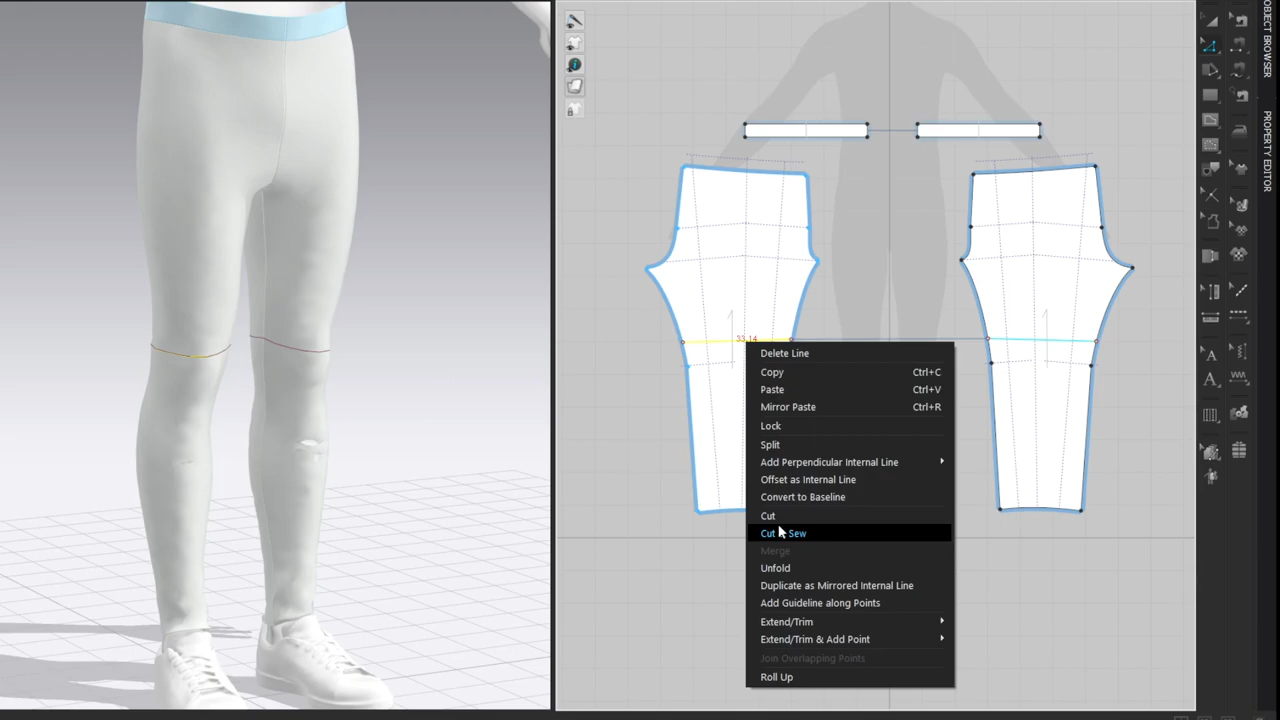 OBJECT BROWSER
PROPERTY EDITOR
33.14
Delete Line
Copy Ctrl+C
Paste Ctrl+V
Mirror Paste Ctrl+R
Lock
Split
Add Perpendicular Internal Line
Offset as Internal Line
Convert to Baseline
Cut
Cut Sew
Merge
Unfold
Duplicate as Mirrored Internal Line
Add Guideline along Points
Extend/Trim
Extend/Trim & Add Point
Join Overlapping Points
Roll Up